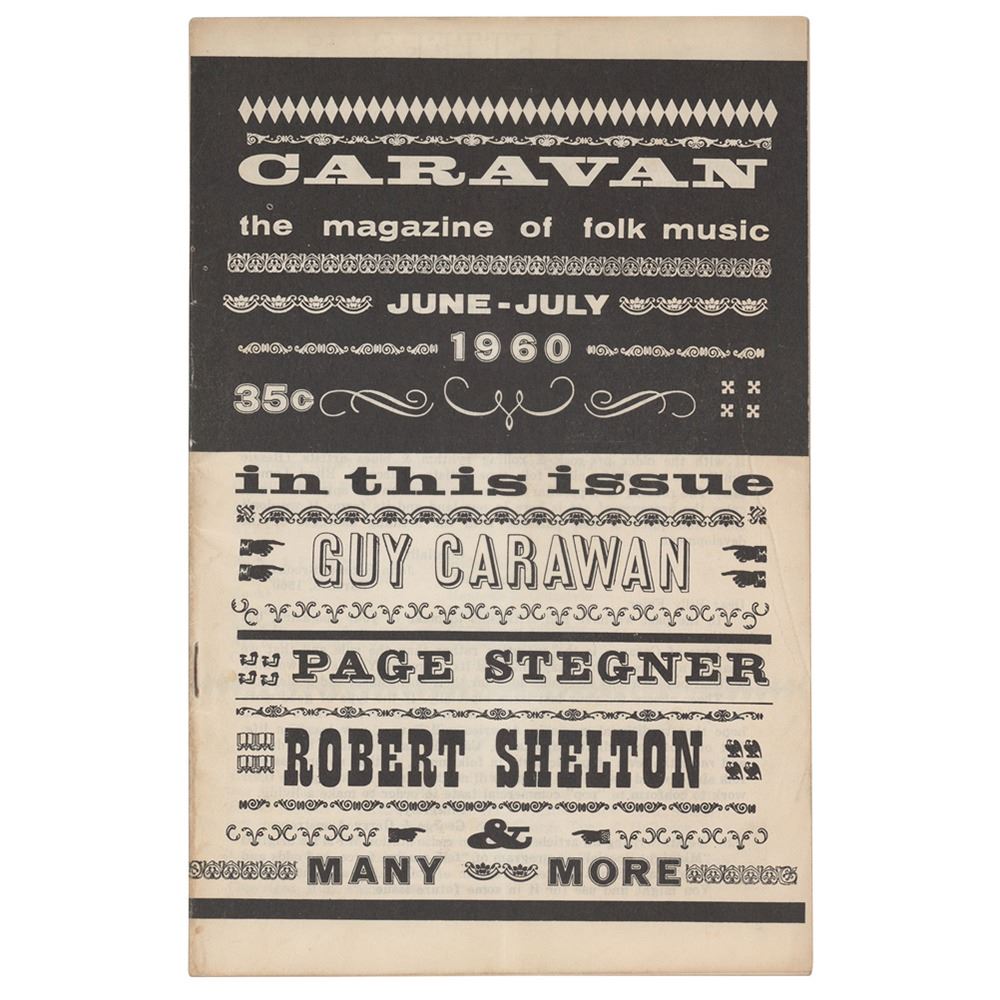 CARAVAN
the magazine of folk music
JUNE-JULY
1960
35¢
in this issue
GUY CARAWAN
PAGE STEGNER
ROBERT SHELTON
&
MANY MORE